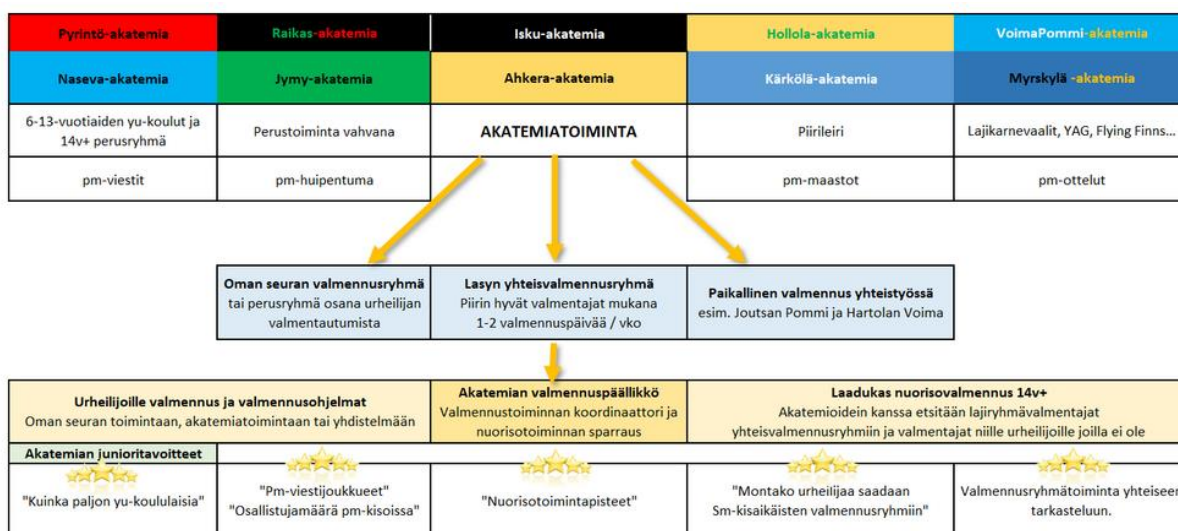 Pyrintö-akatemia
Raikas-akatemia
Isku-akatemia
Hollola-akatemia
VoimaPommi-akatemia
Naseva-akatemia
Jymy-akatemia
Ahkera-akatemia
Kärkölä-akatemia
Myrskylä -akatemia
6-13-vuotiaiden yu-koulut ja
14v+ perusryhmä
Perustoiminta vahvana
AKATEMIATOIMINTA
Piirileiri
Lajikarnevaalit, YAG, Flying Finns...
pm-viestit
pm-huipentuma
pm-maastot
pm-ottelut
Oman seuran valmennusryhmä
tai perusryhmä osana urheilijan
valmentautumista
Lasyn yhteisvalmennusryhmä
Piirin hyvät valmentajat mukana
1-2 valmennuspäivää / vko
Paikallinen valmennus yhteistyössä
esim. Joutsan Pommi ja Hartolan Voima
Urheilijoille valmennus ja valmennusohjelmat
Oman seuran toimintaan, akatemiatoimintaan tai yhdistelmään
Akatemian valmennuspäällikkö
Valmennustoiminnan koordinaattori ja
nuorisotoiminnan sparraus
Laadukas nuorisovalmennus 14v+
Akatemioidein kanssa etsitään lajiryhmävalmentajat
yhteisvalmennusryhmiin ja valmentajat niille urheilijoille joilla ei ole
Akatemian junioritavoitteet
"Kuinka paljon yu-koululaisia"
"Pm-viestijoukkueet"
"Osallistujamäärä pm-kisoissa"
"Nuorisotoimintapisteet"
"Montako urheilijaa saadaan
Sm-kisaikäisten valmennusryhmiin"
Valmennusryhmätoiminta yhteiseen
tarkasteluun.